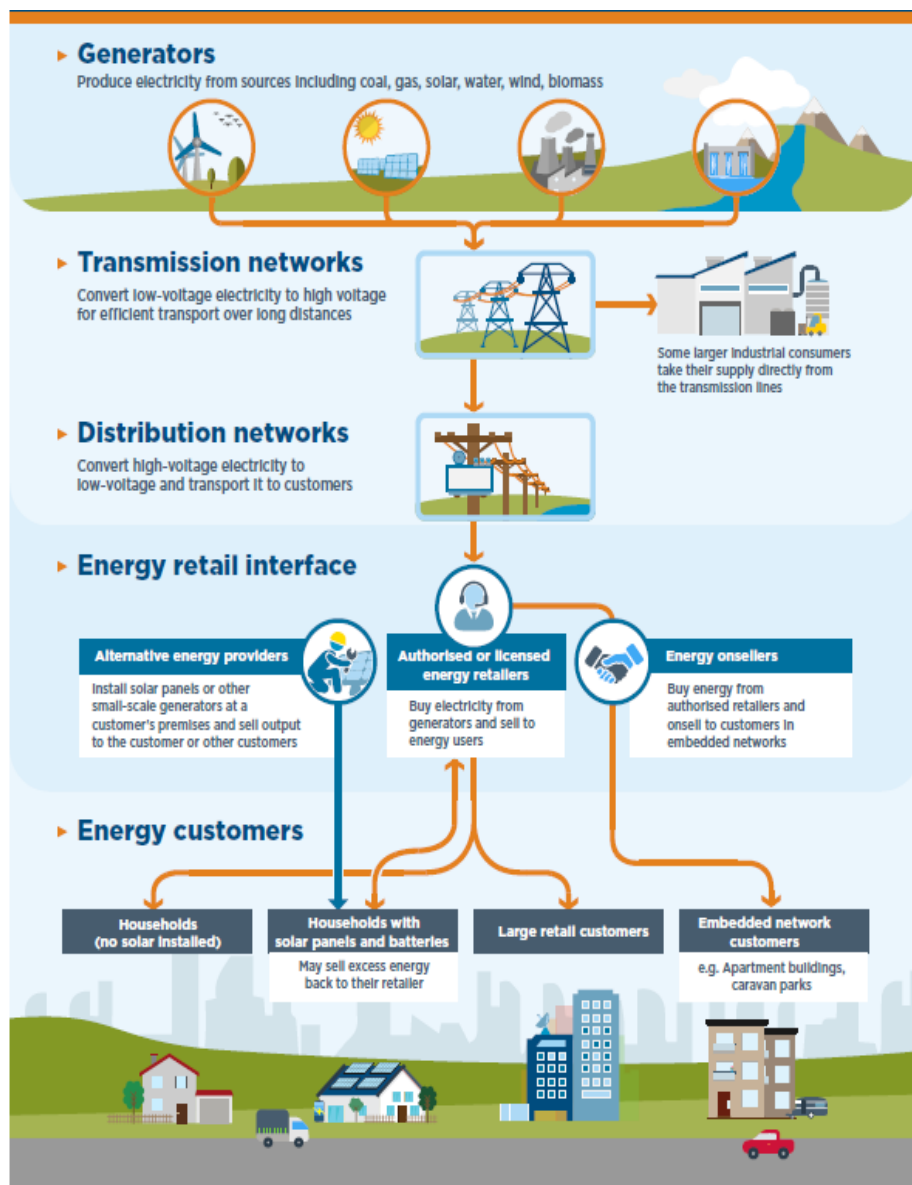 Generators
Produce electricity from sources including coal, gas, solar, water, wind, biomass
Transmission networks
Convert low-voltage electricity to high voltage
for efficient transport over long distances
Some larger industrial consumers
take their supply directly from
the transmission lines
Distribution networks
Convert high-voltage electricity to
low-voltage and transport it to customers
Energy retail interface
Alternative energy providers
Install solar panels or other
small-scale generators at a
customer's premises and sell output
to the customer or other customers
Authorised or licensed
energy retailers
Buy electricity from
generators and sell to
energy users
Energy onsellers
Buy energy from
authorised retailers and
onsell to customers in
embedded networks
Energy customers
Households
(no solar installed)
Households with
solar panels and batteries
May sell excess energy
back to their retailer
Large retail customers
Embedded network
customers
e.g. Apartment buildings,
caravan parks